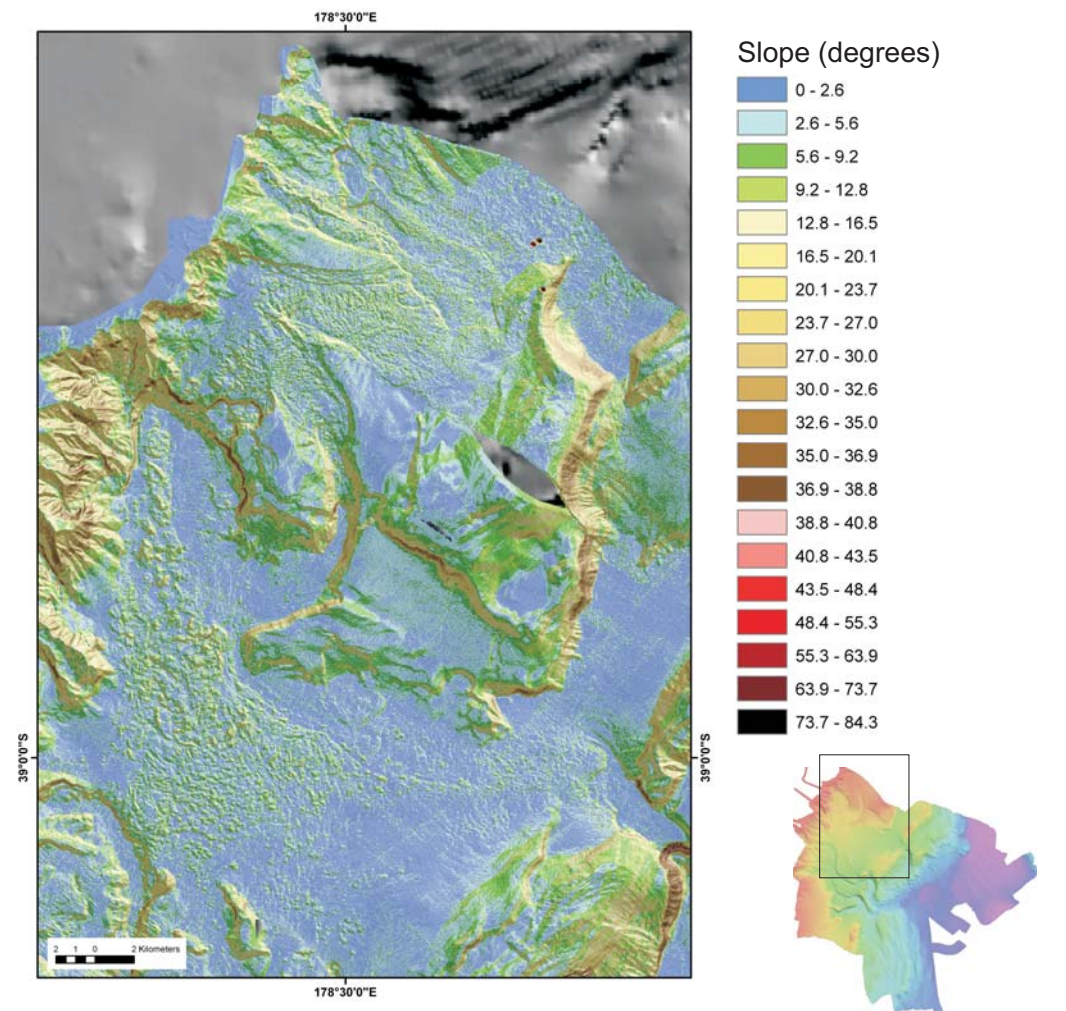 178°30'0"E
Slope (degrees)
0 - 2.6
2.6 - 5.6
5.6 - 9.2
9.2 - 12.8
12.8 - 16.5
16.5 - 20.1
20.1 - 23.7
23.7 - 27.0
27.0 - 30.0
30.0 - 32.6
32.6 - 35.0
35.0 - 36.9
36.9 - 38.8
38.8 - 40.8
40.8 - 43.5
43.5 - 48.4
48.4 - 55.3
55.3 - 63.9
63.9 - 73.7
73.7 - 84.3
39°0'0"S
39°0'0"S
2 1 0 2 Kilometers
178°30'0"E